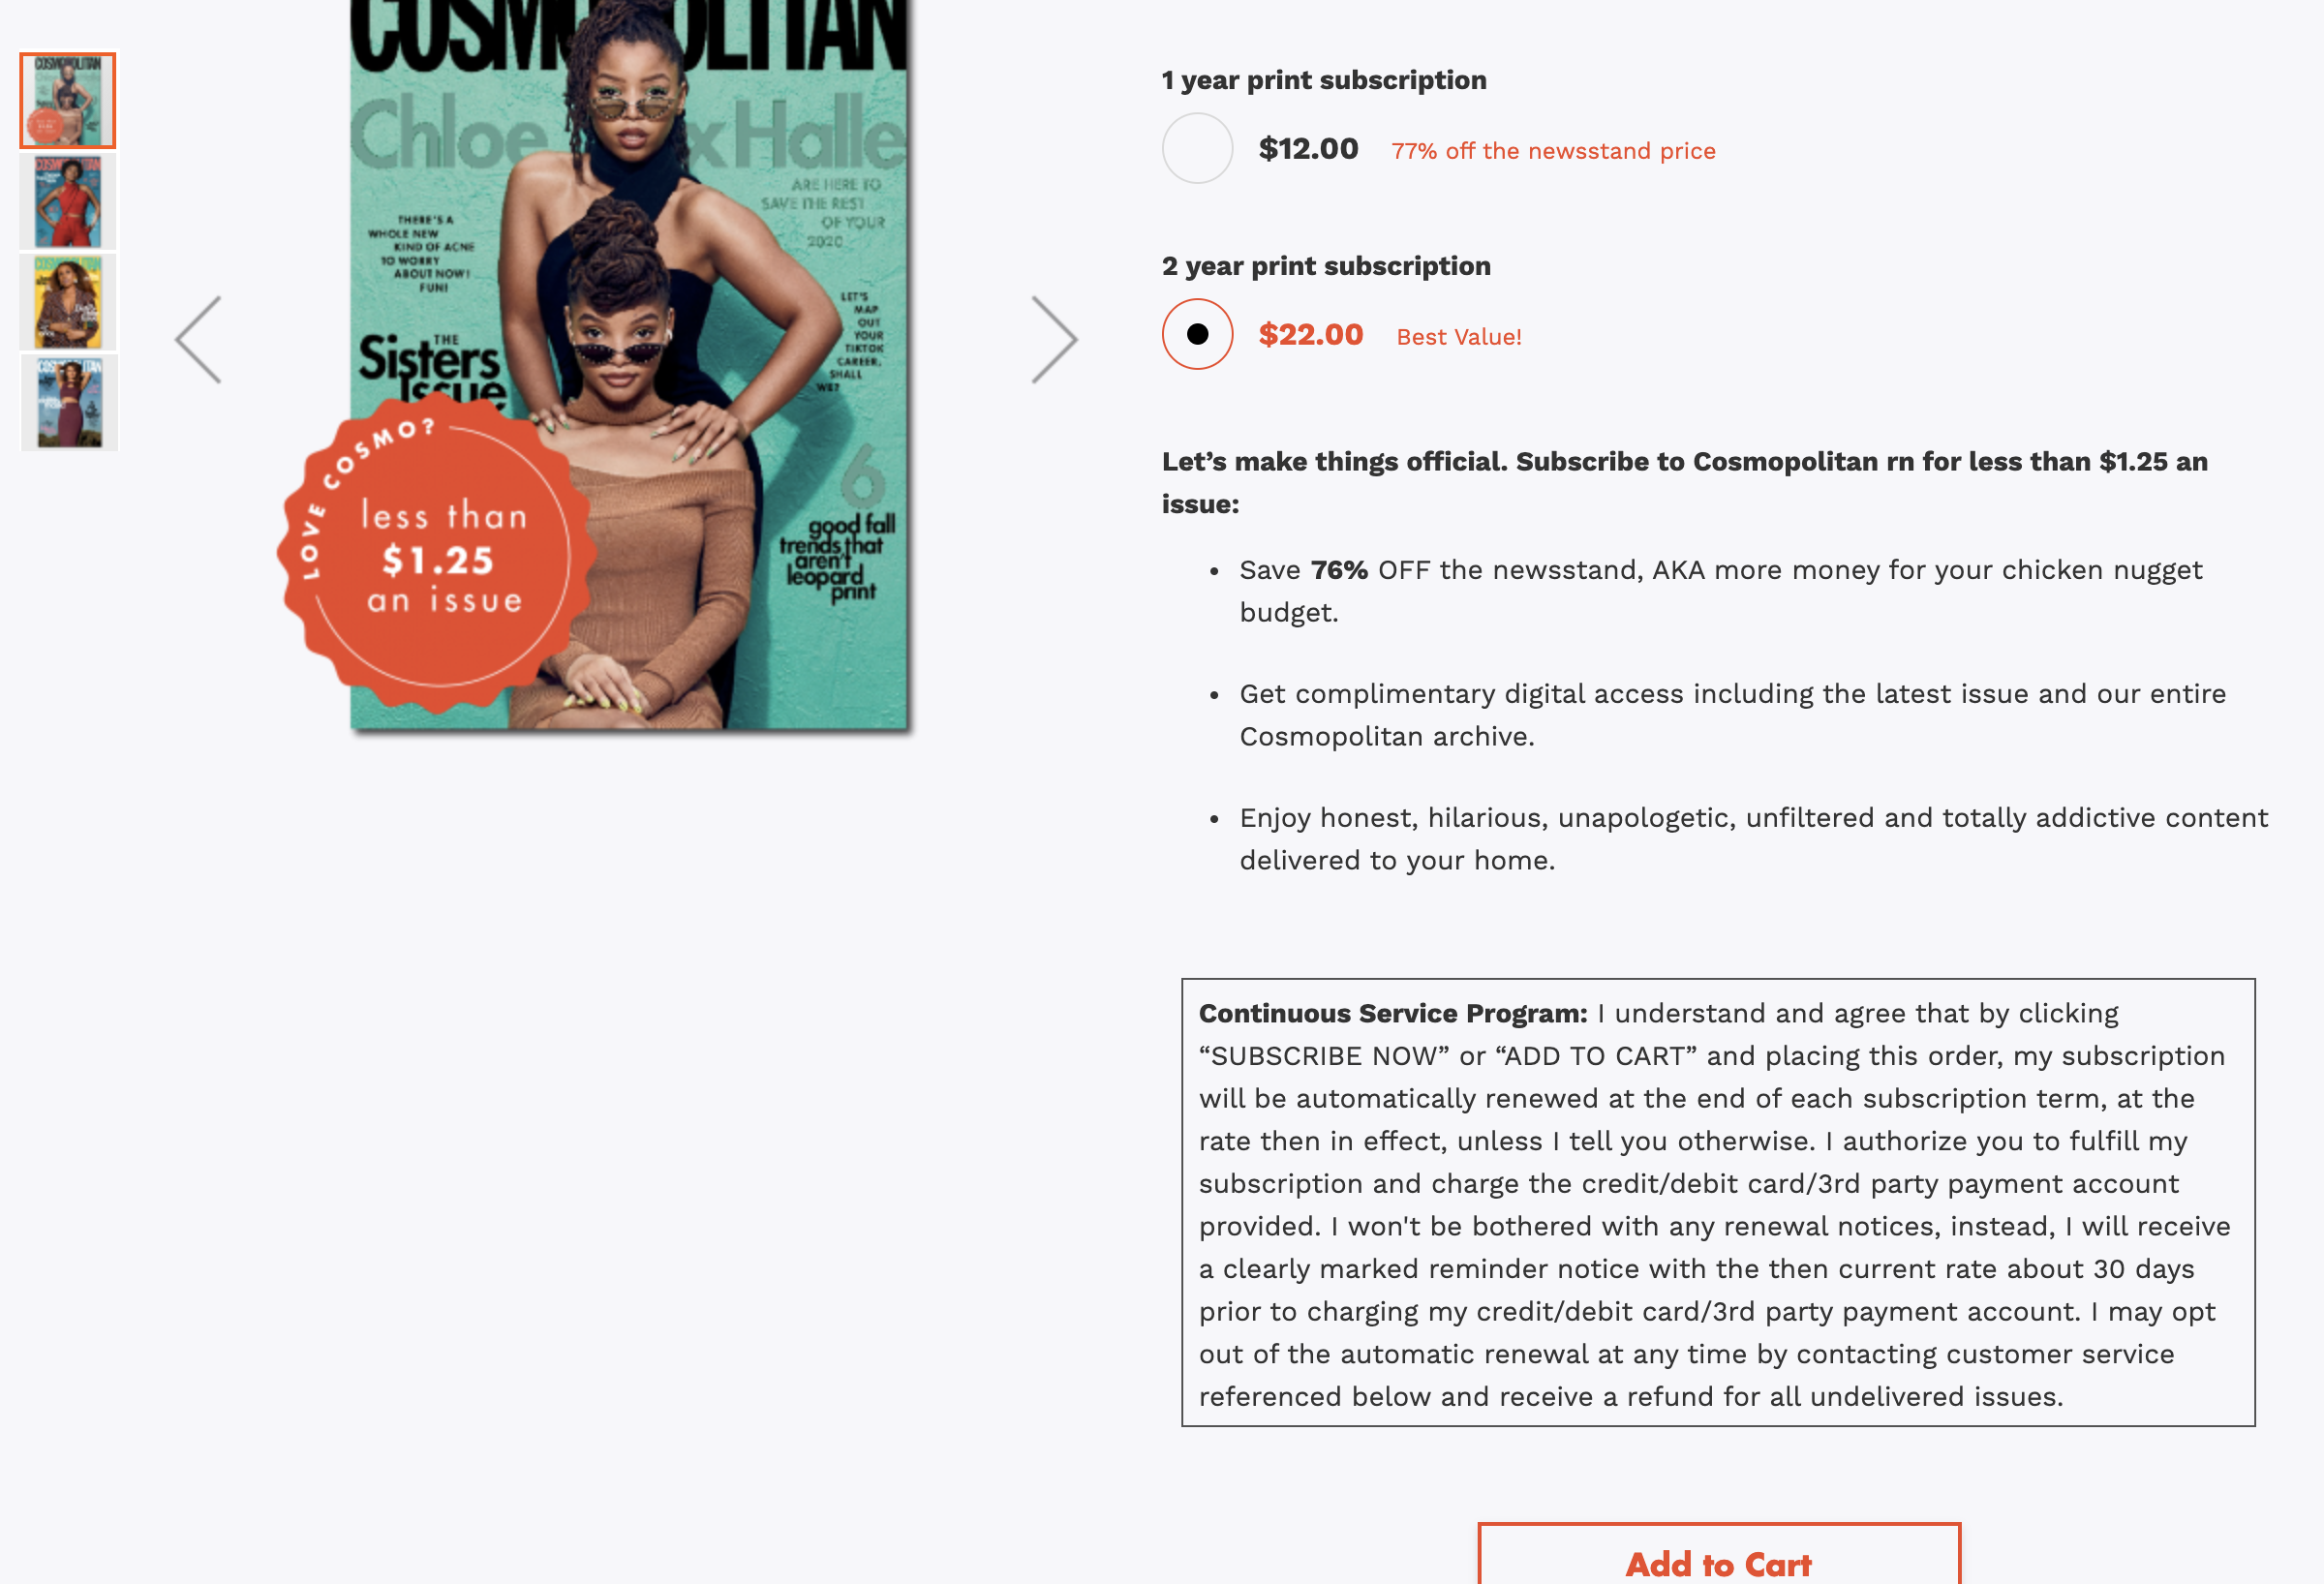 COSMOPOLITAN
Chloe x Halle
ARE HERE TO
SAVE THE REST
OF YOUR
2020
THERE'S A
WHOLE NEW
KIND OF ACNE
TO WORRY
ABOUT NOW!
FUN!
LET'S
MAP
OUT
YOUR
TIKTOK
CAREER,
SHALL
WE?
THE
Sisters
Issue
6
good fall
trends that
aren't
leopard
print
LOVE COSMO?
less than
$1.25
an issue
1 year print subscription
$12.00 77% off the newsstand price
2 year print subscription
$22.00 Best Value!
Let’s make things official. Subscribe to Cosmopolitan rn for less than $1.25 an
issue:
• Save 76% OFF the newsstand, AKA more money for your chicken nugget
budget.
• Get complimentary digital access including the latest issue and our entire
Cosmopolitan archive.
• Enjoy honest, hilarious, unapologetic, unfiltered and totally addictive content
delivered to your home.
Continuous Service Program: I understand and agree that by clicking
“SUBSCRIBE NOW” or “ADD TO CART” and placing this order, my subscription
will be automatically renewed at the end of each subscription term, at the
rate then in effect, unless I tell you otherwise. I authorize you to fulfill my
subscription and charge the credit/debit card/3rd party payment account
provided. I won't be bothered with any renewal notices, instead, I will receive
a clearly marked reminder notice with the then current rate about 30 days
prior to charging my credit/debit card/3rd party payment account. I may opt
out of the automatic renewal at any time by contacting customer service
referenced below and receive a refund for all undelivered issues.
Add to Cart